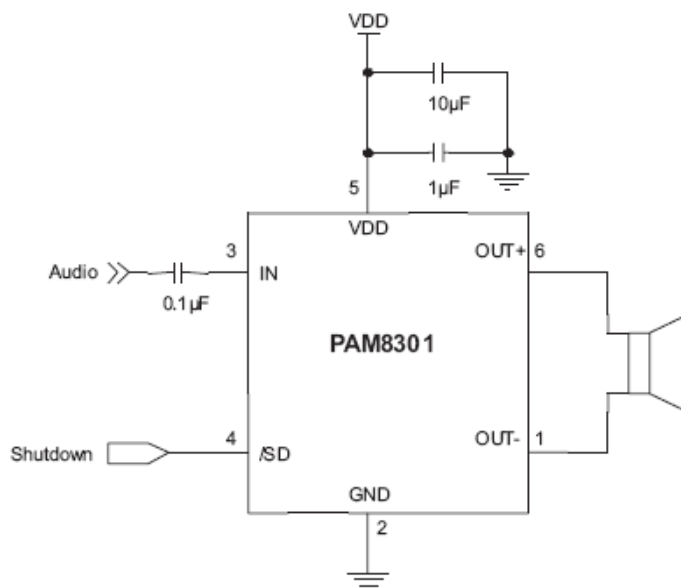 VDD
10µF
1µF
5
VDD
3
OUT+ 6
Audio
IN
0.1µF
PAM8301
4
OUT- 1
Shutdown
/SD
GND
2